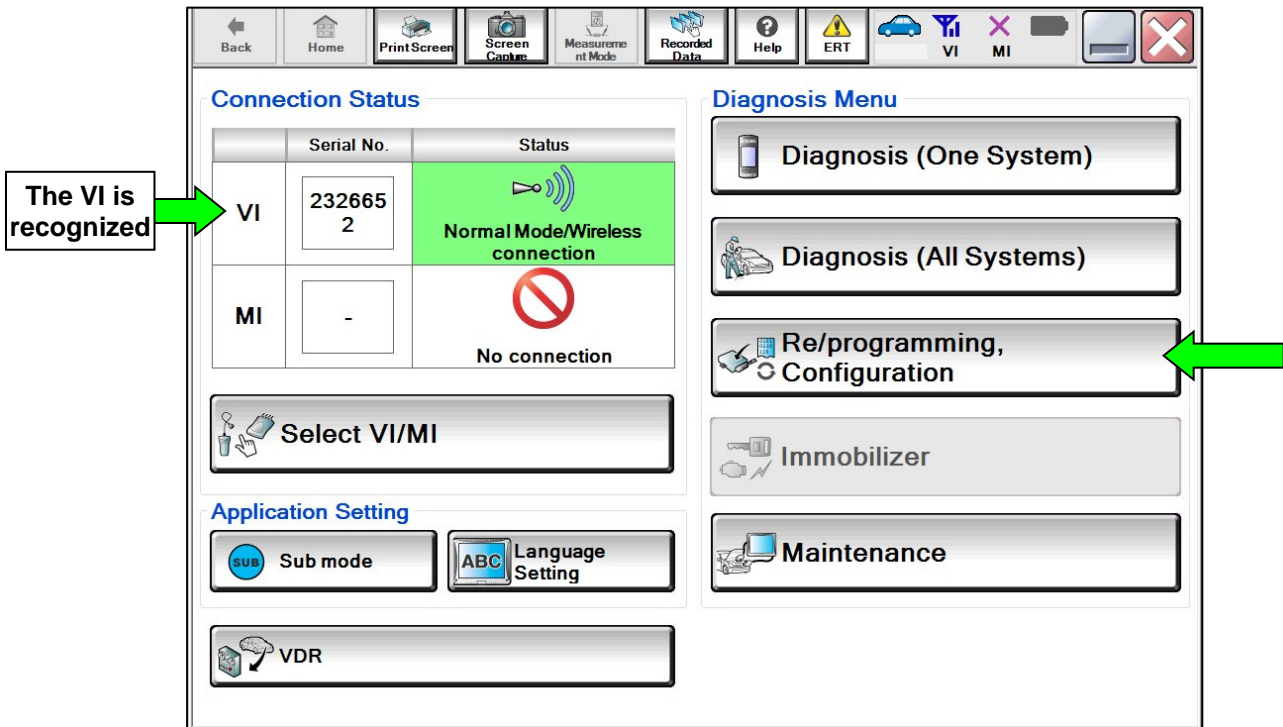 Back
Home
Print Screen
Screen
Capture
Measureme
nt Mode
Recorded
Data
Help
ERT
VI
MI
Connection Status
Serial No.
Status
The VI is
recognized
VI
232665
2
Normal Mode/Wireless
connection
MI
-
No connection
Select VI/MI
Application Setting
SUB
Sub mode
ABC
Language
Setting
VDR
Diagnosis Menu
Diagnosis (One System)
Diagnosis (All Systems)
Re/programming,
Configuration
Immobilizer
Maintenance